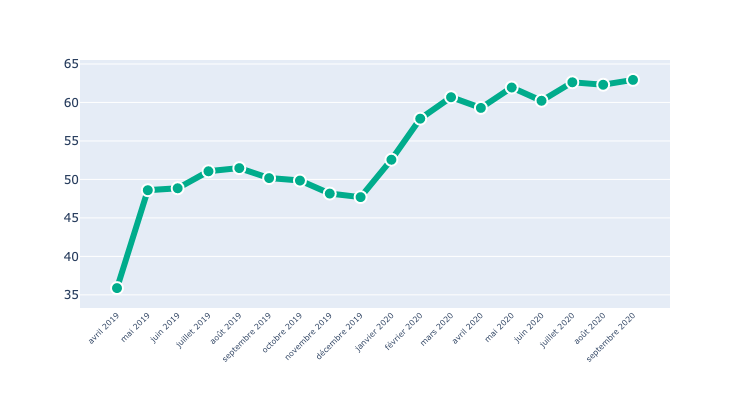 65
60
55
50
45
40
35
avril 2019
mai 2019
juin 2019
juillet 2019
août 2019
septembre 2019
octobre 2019
novembre 2019
décembre 2019
janvier 2020
février 2020
mars 2020
avril 2020
mai 2020
juin 2020
juillet 2020
août 2020
septembre 2020